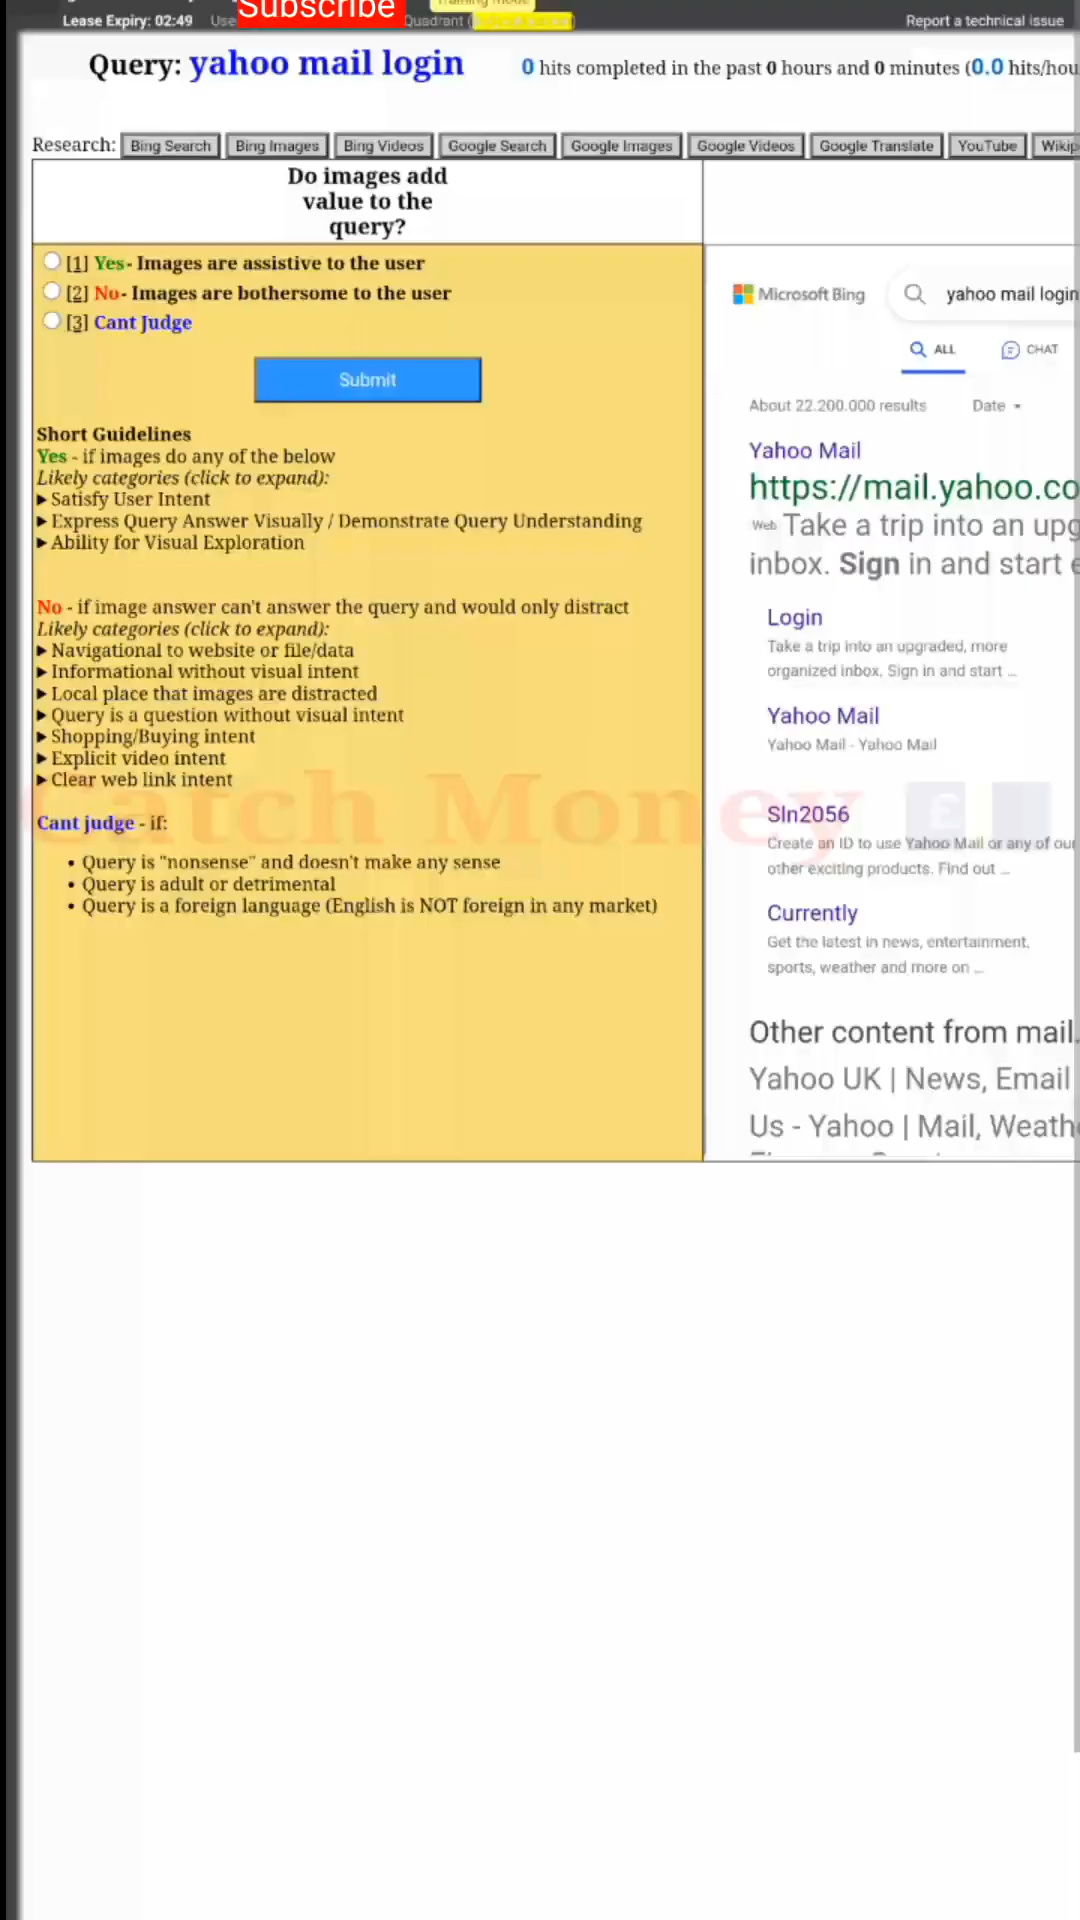 Subscribe
Lease Expiry: 02:49 Use Quadrant ( Report a technical issue
Query: yahoo mail login 0 hits completed in the past 0 hours and 0 minutes (0.0 hits/hou
Research: Bing Search Bing Images Bing Videos Google Search Google Images Google Videos Google Translate YouTube Wikip
Do images add
value to the
query?
[1] Yes- Images are assistive to the user
[2] No- Images are bothersome to the user
[3] Cant Judge
Submit
Short Guidelines
Yes - if images do any of the below
Likely categories (click to expand):
▶ Satisfy User Intent
▶ Express Query Answer Visually / Demonstrate Query Understanding
▶ Ability for Visual Exploration
No - if image answer can't answer the query and would only distract
Likely categories (click to expand):
▶ Navigational to website or file/data
▶ Informational without visual intent
▶ Local place that images are distracted
▶ Query is a question without visual intent
▶ Shopping/Buying intent
▶ Explicit video intent
▶ Clear web link intent
Catch Money
Cant judge - if:
• Query is "nonsense" and doesn't make any sense
• Query is adult or detrimental
• Query is a foreign language (English is NOT foreign in any market)
Microsoft Bing yahoo mail login
ALL CHAT
About 22.200.000 results Date
Yahoo Mail
https://mail.yahoo.co
Web Take a trip into an upg
inbox. Sign in and start e
Login
Take a trip into an upgraded, more
organized inbox. Sign in and start ...
Yahoo Mail
Yahoo Mail - Yahoo Mail
Sln2056
Create an ID to use Yahoo Mail or any of our
other exciting products. Find out ...
Currently
Get the latest in news, entertainment,
sports, weather and more on ...
Other content from mail.
Yahoo UK | News, Email
Us - Yahoo | Mail, Weath